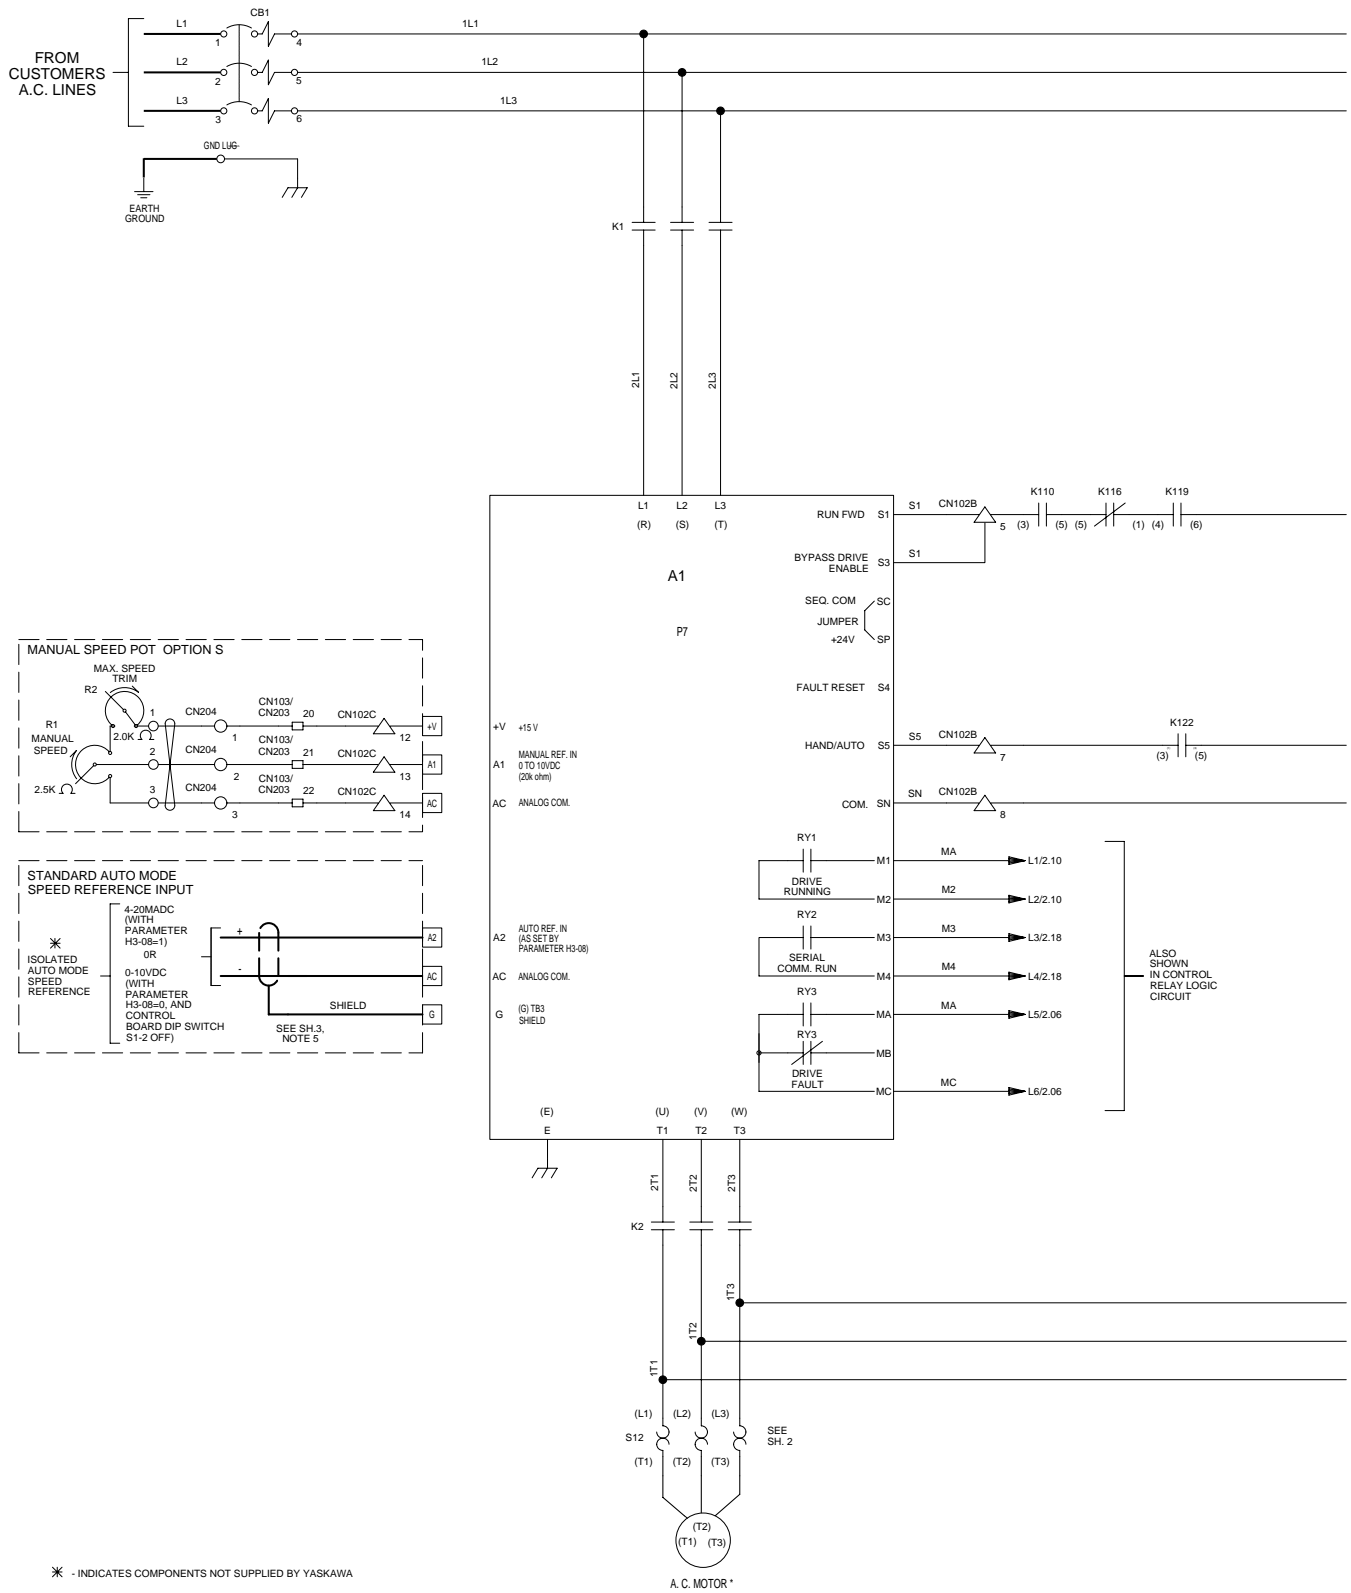 L1
CB1
1L1
1
4
FROM
CUSTOMERS
A.C. LINES
L2
1L2
2
5
L3
1L3
3
6
GND LUG
EARTH
GROUND
K1
2L1
2L2
2L3
L1
L2
L3
(R)
(S)
(T)
A1
P7
RUN FWD
S1
S1
CN102B
5
K110
(3)
(5)
K116
(5)
(1)
K119
(4)
(6)
BYPASS DRIVE
ENABLE
S3
S1
SEQ. COM
SC
JUMPER
+24V
SP
FAULT RESET
S4
HAND/AUTO
S5
S5
CN102B
7
K122
(3)
(5)
COM.
SN
SN
CN102B
8
MANUAL SPEED POT OPTION S
MAX. SPEED
TRIM
R2
2.0K Ω
R1
MANUAL
SPEED
2.5K Ω
1
CN204
1
CN103/
CN203
20
CN102C
12
+V
2
CN204
2
CN103/
CN203
21
CN102C
13
A1
3
CN204
3
CN103/
CN203
22
CN102C
14
AC
+V
+15 V
A1
MANUAL REF. IN
0 TO 10VDC
(20k ohm)
AC
ANALOG COM.
STANDARD AUTO MODE
SPEED REFERENCE INPUT
ISOLATED
AUTO MODE
SPEED
REFERENCE
4-20MADC
(WITH
PARAMETER
H3-08=1)
OR
0-10VDC
(WITH
PARAMETER
H3-08=0, AND
CONTROL
BOARD DIP SWITCH
S1-2 OFF)
+
-
SHIELD
SEE SH.3,
NOTE 5
A2
AC
G
A2
AUTO REF. IN
(AS SET BY
PARAMETER H3-08)
AC
ANALOG COM.
G
(G) TB3
SHIELD
RY1
DRIVE
RUNNING
M1
MA
L1/2.10
M2
M2
L2/2.10
RY2
SERIAL
COMM. RUN
M3
M3
L3/2.18
M4
M4
L4/2.18
RY3
MA
MA
L5/2.06
RY3
MB
DRIVE
FAULT
MC
MC
L6/2.06
ALSO
SHOWN
IN CONTROL
RELAY LOGIC
CIRCUIT
(E)
(U)
(V)
(W)
E
T1
T2
T3
2T1
2T2
2T3
K2
1T3
1T2
1T1
(L1)
(L2)
(L3)
S12
SEE
SH. 2
(T1)
(T2)
(T3)
(T2)
(T1)
(T3)
A. C. MOTOR *
* - INDICATES COMPONENTS NOT SUPPLIED BY YASKAWA